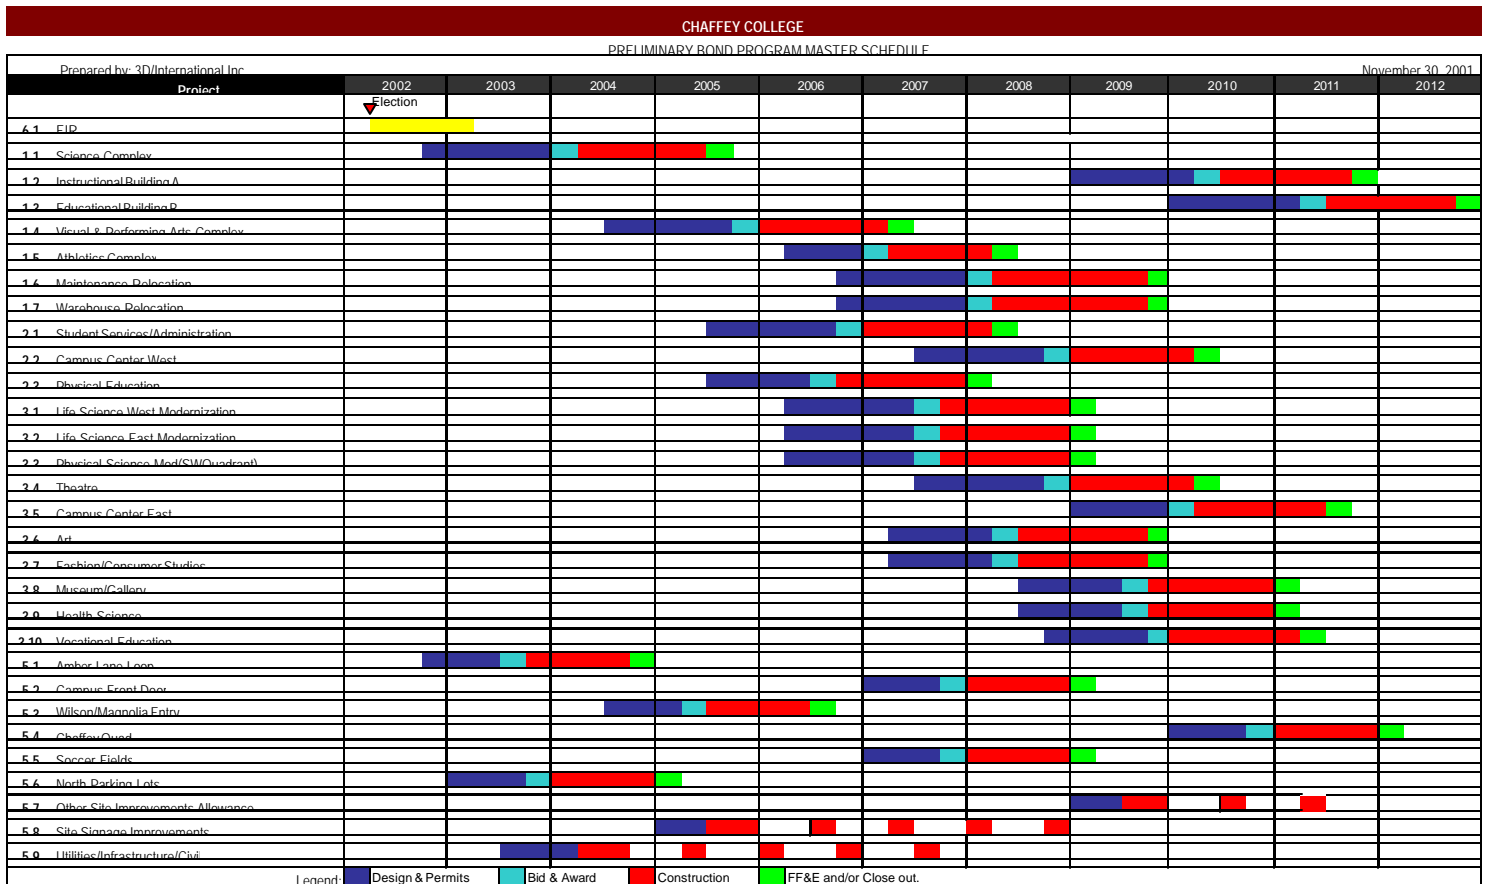 CHAFFEY COLLEGE
PRELIMINARY BOND PROGRAM MASTER SCHEDULE
Prepared by: 3D/International Inc
November 30, 2001
Project 2002 2003 2004 2005 2006 2007 2008 2009 2010 2011 2012
Election
6.1 EIR
1.1 Science Complex
1.2 Instructional Building A
1.3 Educational Building B
1.4 Visual & Performing Arts Complex
1.5 Athletics Complex
1.6 Maintenance Relocation
1.7 Warehouse Relocation
2.1 Student Services/Administration
2.2 Campus Center West
2.3 Physical Education
3.1 Life Science West Modernization
3.2 Life Science East Modernization
3.3 Physical Science Mod(SWQuadrant)
3.4 Theatre
3.5 Campus Center East
3.6 Art
3.7 Fashion/Consumer Studies
3.8 Museum/Gallery
3.9 Health Science
3.10 Vocational Education
5.1 Amber Lane Loop
5.2 Campus Front Door
5.3 Wilson/Magnolia Entry
5.4 Chaffey Quad
5.5 Soccer Fields
5.6 North Parking Lots
5.7 Other Site Improvements Allowance
5.8 Site Signage Improvements
5.9 Utilities/Infrastructure/Civil
Legend: Design & Permits Bid & Award Construction FF&E and/or Close out.